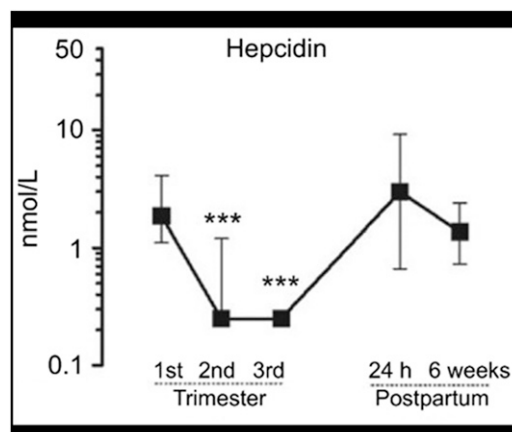 Hepcidin
50
10
1
0.1
nmol/L
***
***
1st 2nd 3rd
Trimester
24 h 6 weeks
Postpartum